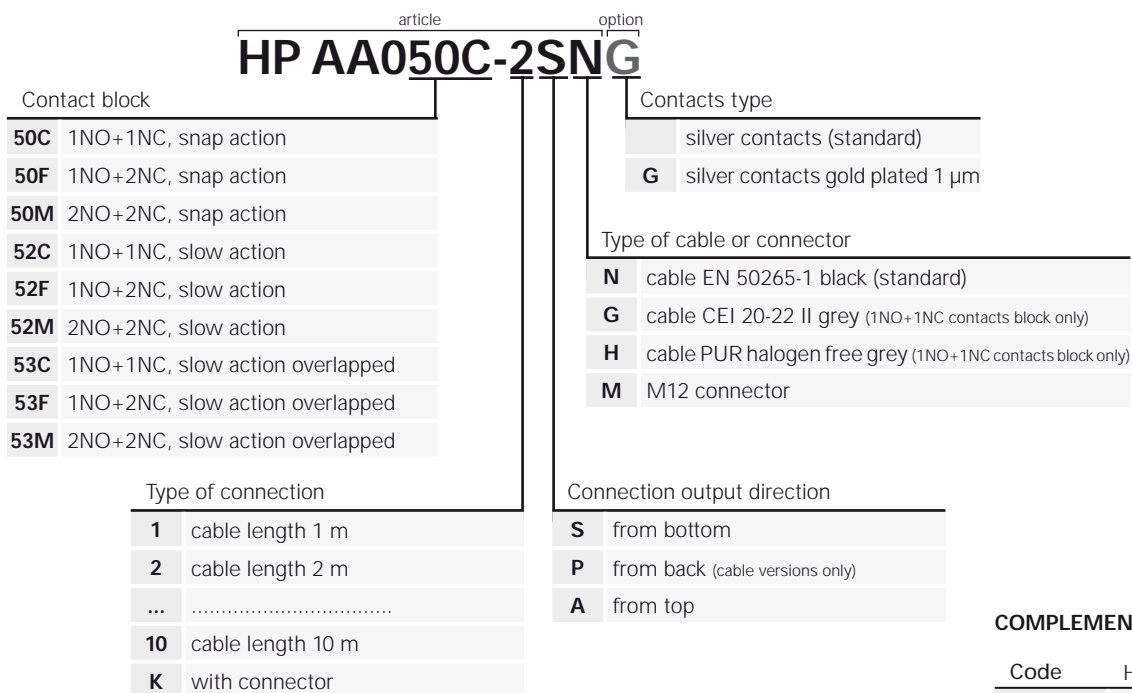 article option
HP AA050C-2SNG
Contact block
50C 1NO+1NC, snap action
50F 1NO+2NC, snap action
50M 2NO+2NC, snap action
52C 1NO+1NC, slow action
52F 1NO+2NC, slow action
52M 2NO+2NC, slow action
53C 1NO+1NC, slow action overlapped
53F 1NO+2NC, slow action overlapped
53M 2NO+2NC, slow action overlapped
Contacts type
silver contacts (standard)
G silver contacts gold plated 1 µm
Type of cable or connector
N cable EN 50265-1 black (standard)
G cable CEI 20-22 II grey (1NO+1NC contacts block only)
H cable PUR halogen free grey (1NO+1NC contacts block only)
M M12 connector
Type of connection
1 cable length 1 m
2 cable length 2 m
... ..................................
10 cable length 10 m
K with connector
Connection output direction
S from bottom
P from back (cable versions only)
A from top
COMPLEMEN
Code H